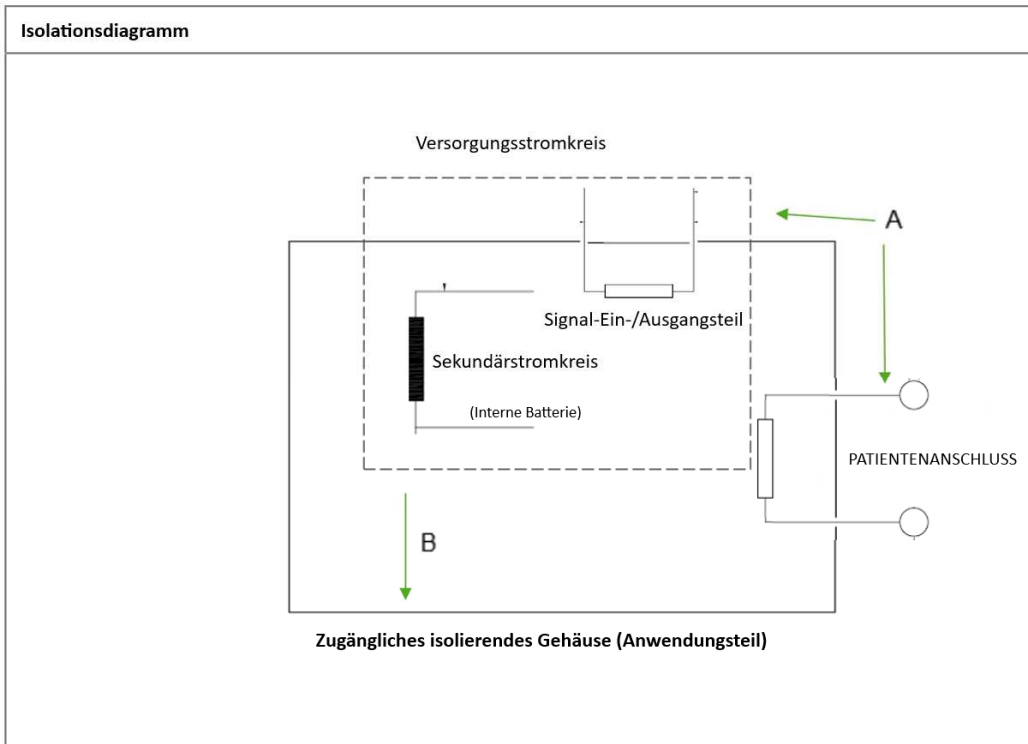 Isolationsdiagramm
Versorgungsstromkreis
A
Signal-Ein-/Ausgangsteil
Sekundärstromkreis
(Interne Batterie)
PATIENTENANSCHLUSS
B
Zugängliches isolierendes Gehäuse (Anwendungsteil)